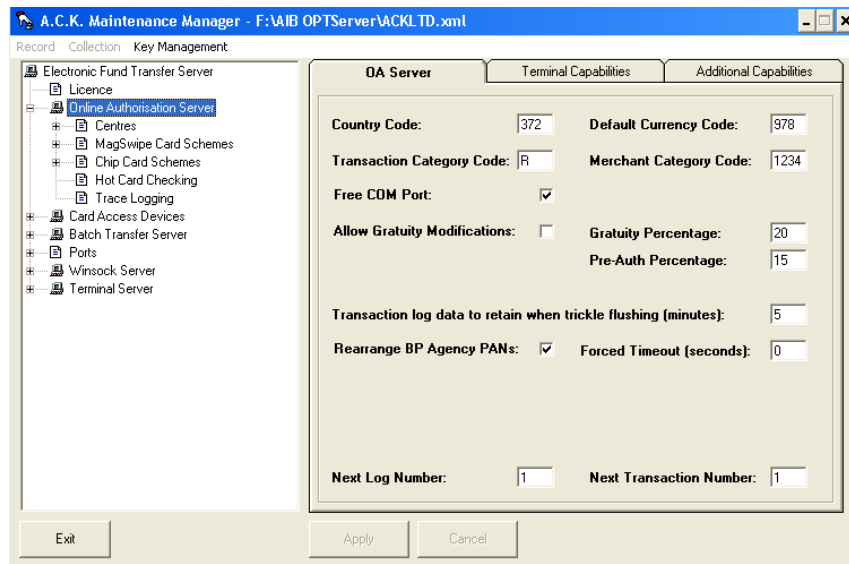 A.C.K. Maintenance Manager - F:\AIB OPTServer\ACKLTD.xml
Record Collection Key Management
Electronic Fund Transfer Server
Licence
Online Authorisation Server
Centres
MagSwipe Card Schemes
Chip Card Schemes
Hot Card Checking
Trace Logging
Card Access Devices
Batch Transfer Server
Ports
Winsock Server
Terminal Server
OA Server Terminal Capabilities Additional Capabilities
Country Code: 372 Default Currency Code: 978
Transaction Category Code: R Merchant Category Code: 1234
Free COM Port:
Allow Gratuity Modifications: Gratuity Percentage: 20
Pre-Auth Percentage: 15
Transaction log data to retain when trickle flushing (minutes): 5
Rearrange BP Agency PANs: Forced Timeout (seconds): 0
Next Log Number: 1 Next Transaction Number: 1
Exit Apply Cancel